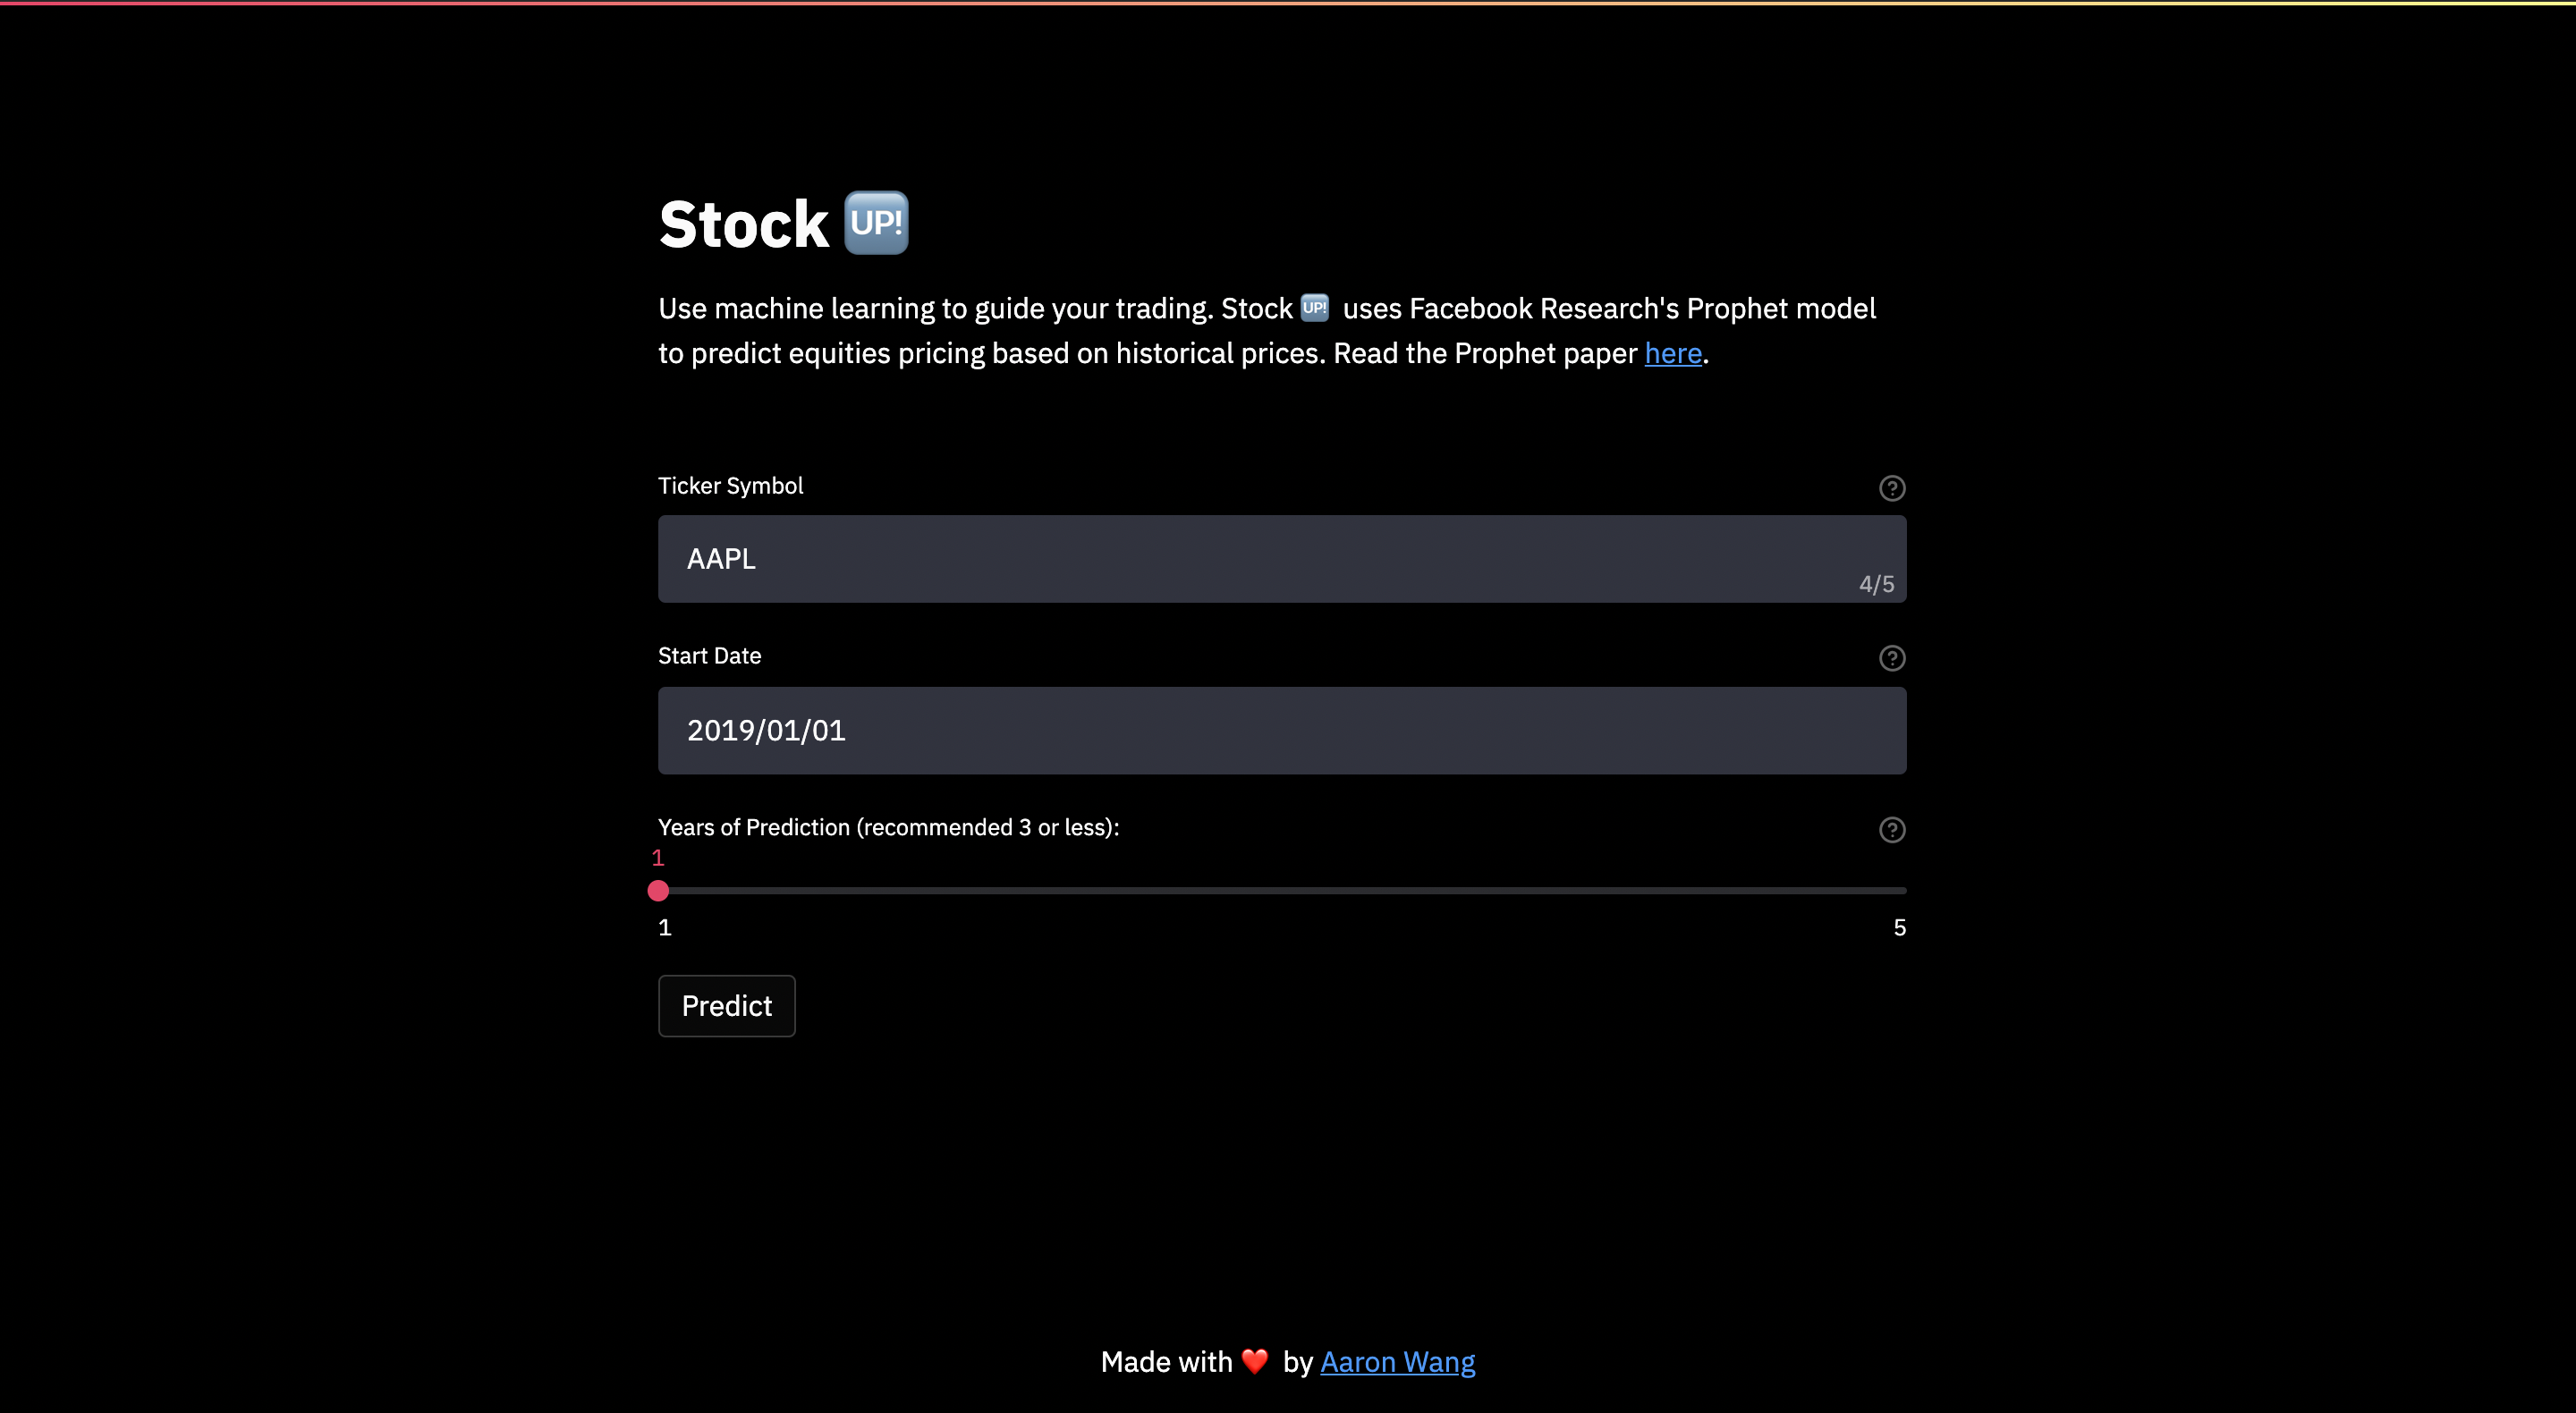 Stock 🆙
Use machine learning to guide your trading. Stock 🆙 uses Facebook Research's Prophet model
to predict equities pricing based on historical prices. Read the Prophet paper here.
Ticker Symbol
AAPL
4/5
Start Date
2019/01/01
Years of Prediction (recommended 3 or less):
1
1 5
Predict
Made with ❤️ by Aaron Wang